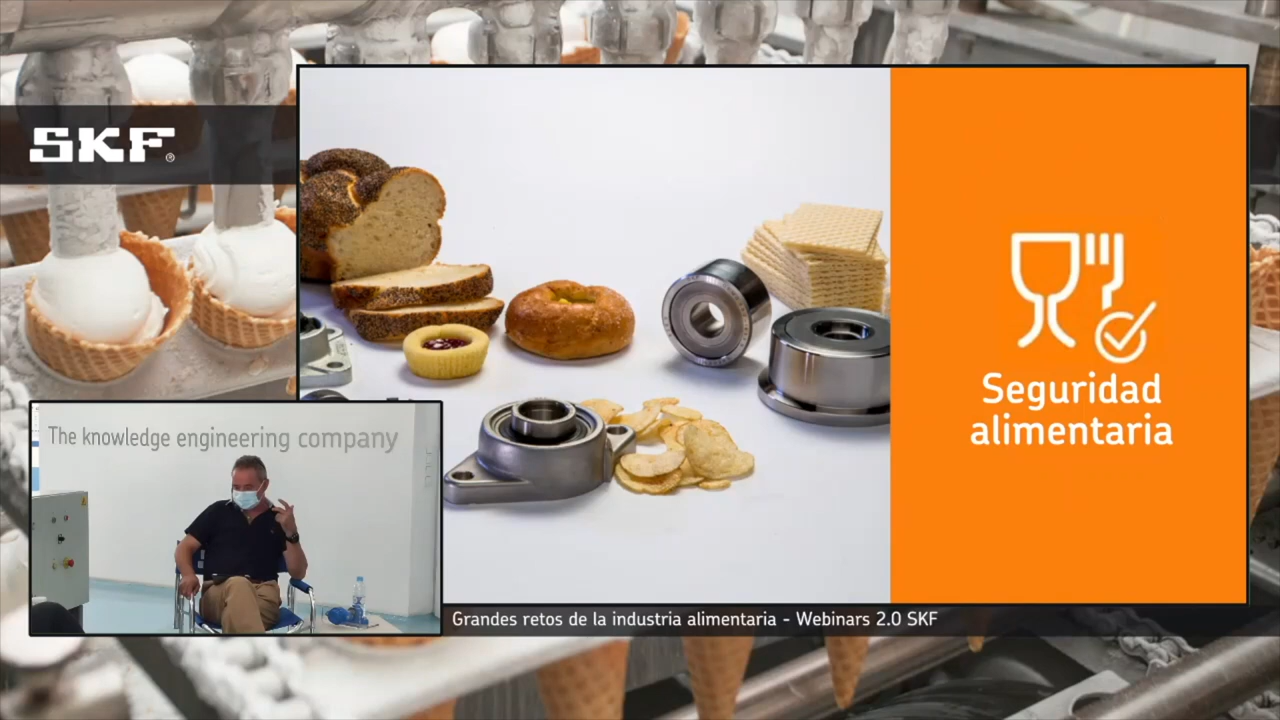 SKF®
Seguridad
alimentaria
The knowledge engineering company
Grandes retos de la industria alimentaria - Webinars 2.0 SKF